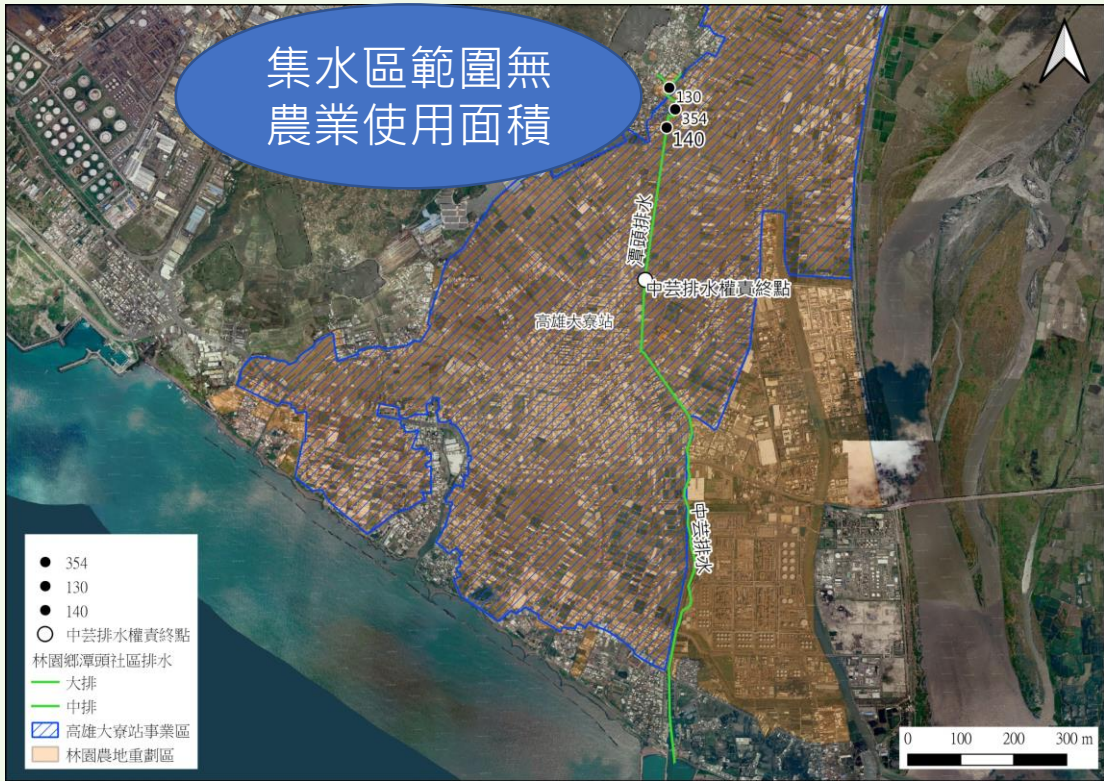 集水區範圍無
農業使用面積
130
354
140
潭頭排水
中芸排水權責終點
高雄大寮站
中芸排水
354
130
140
中芸排水權責終點
林園鄉潭頭社區排水
大排
中排
高雄大寮站事業區
林園農地重劃區
0 100 200 300 m